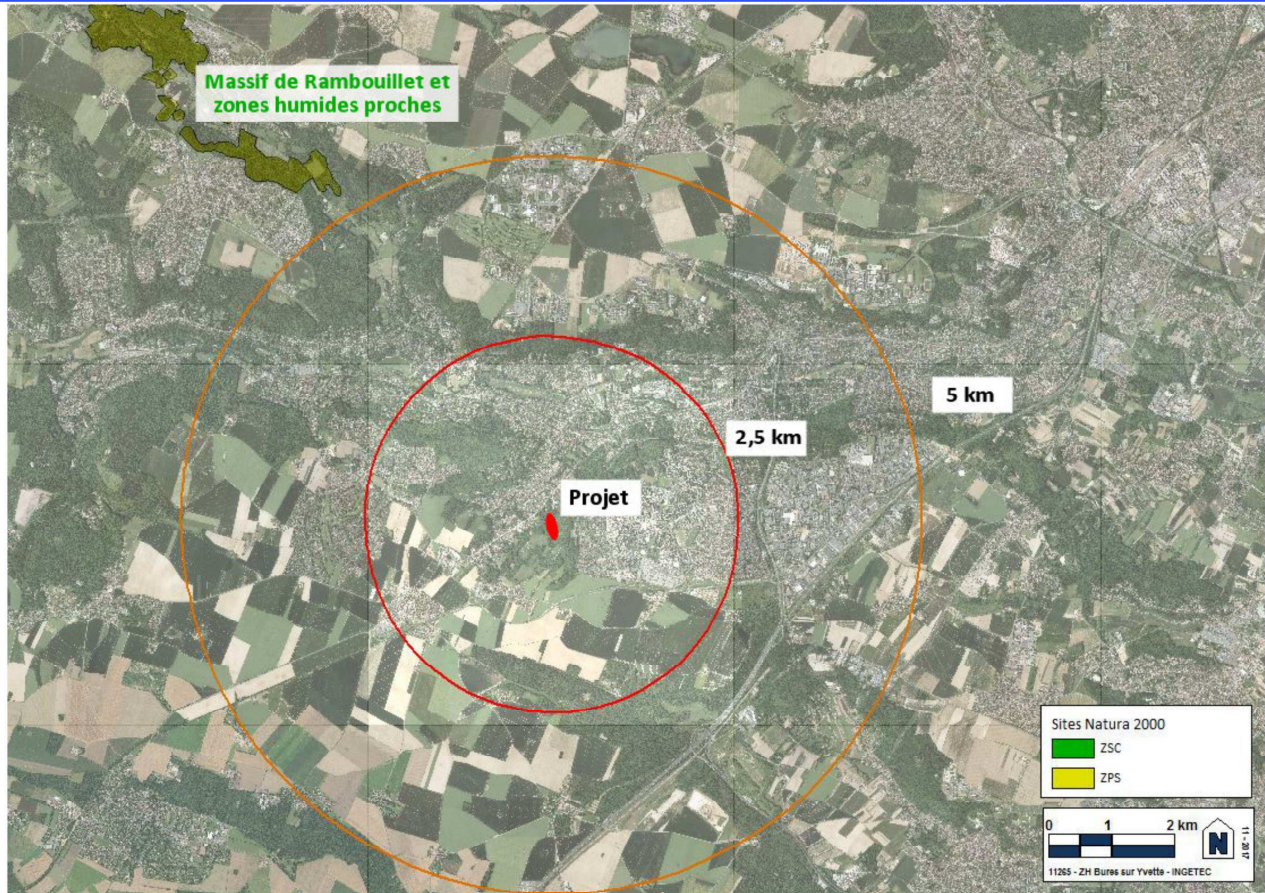 Massif de Rambouillet et
zones humides proches
5 km
2,5 km
Projet
Sites Natura 2000
ZSC
ZPS
0 1 2 km
N
11 - 2017
11265 - ZH Bures sur Yvette - INGETEC